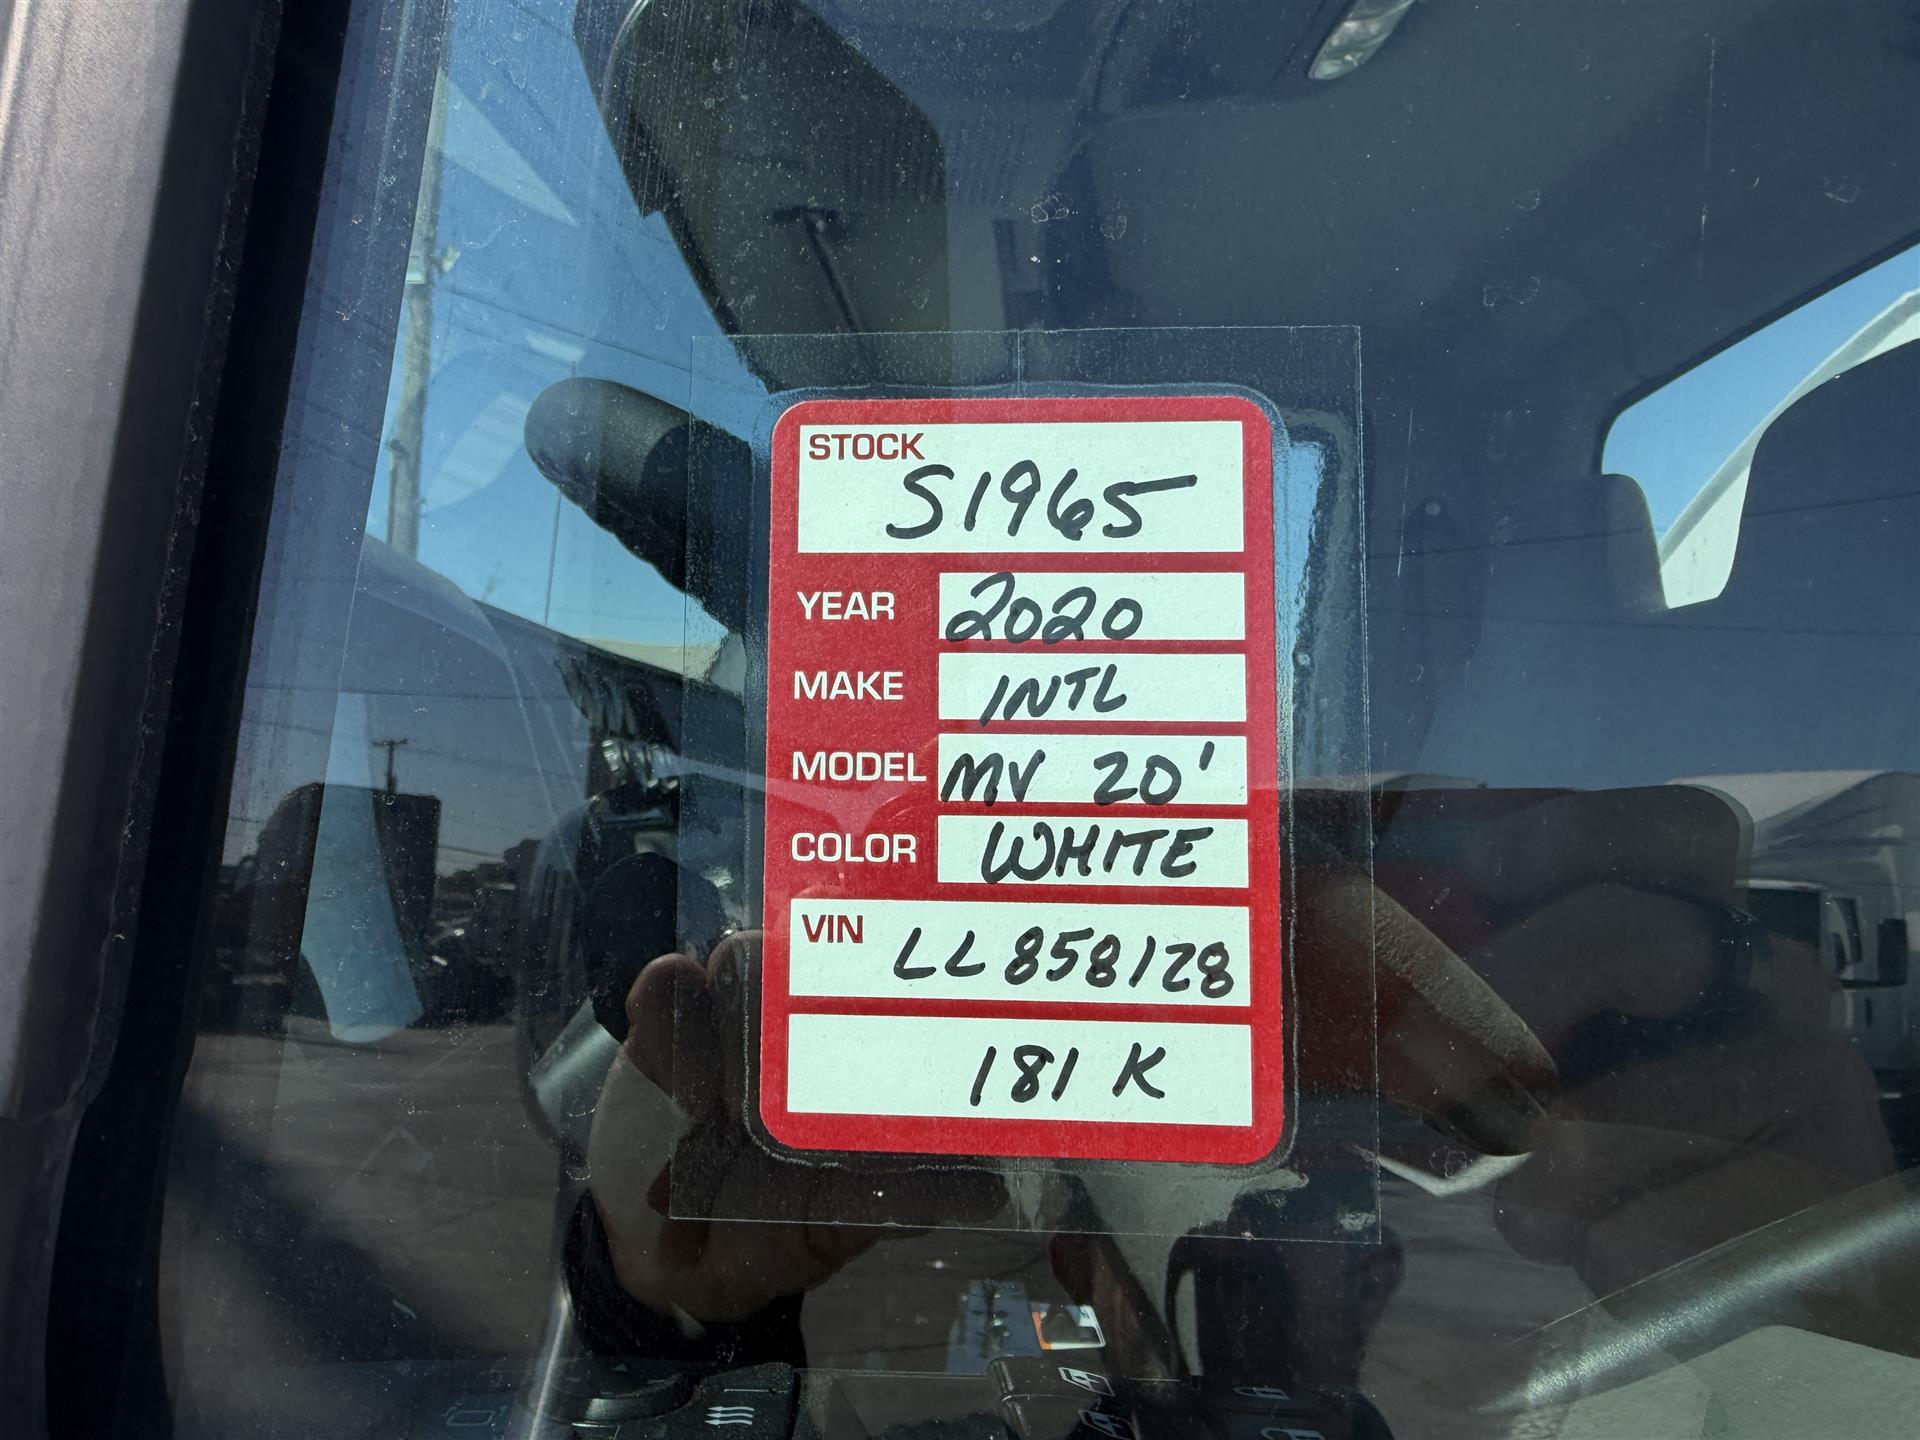 STOCK
S1965
YEAR 2020
MAKE INTL
MODEL MV 20'
COLOR WHITE
VIN LL858128
181 K